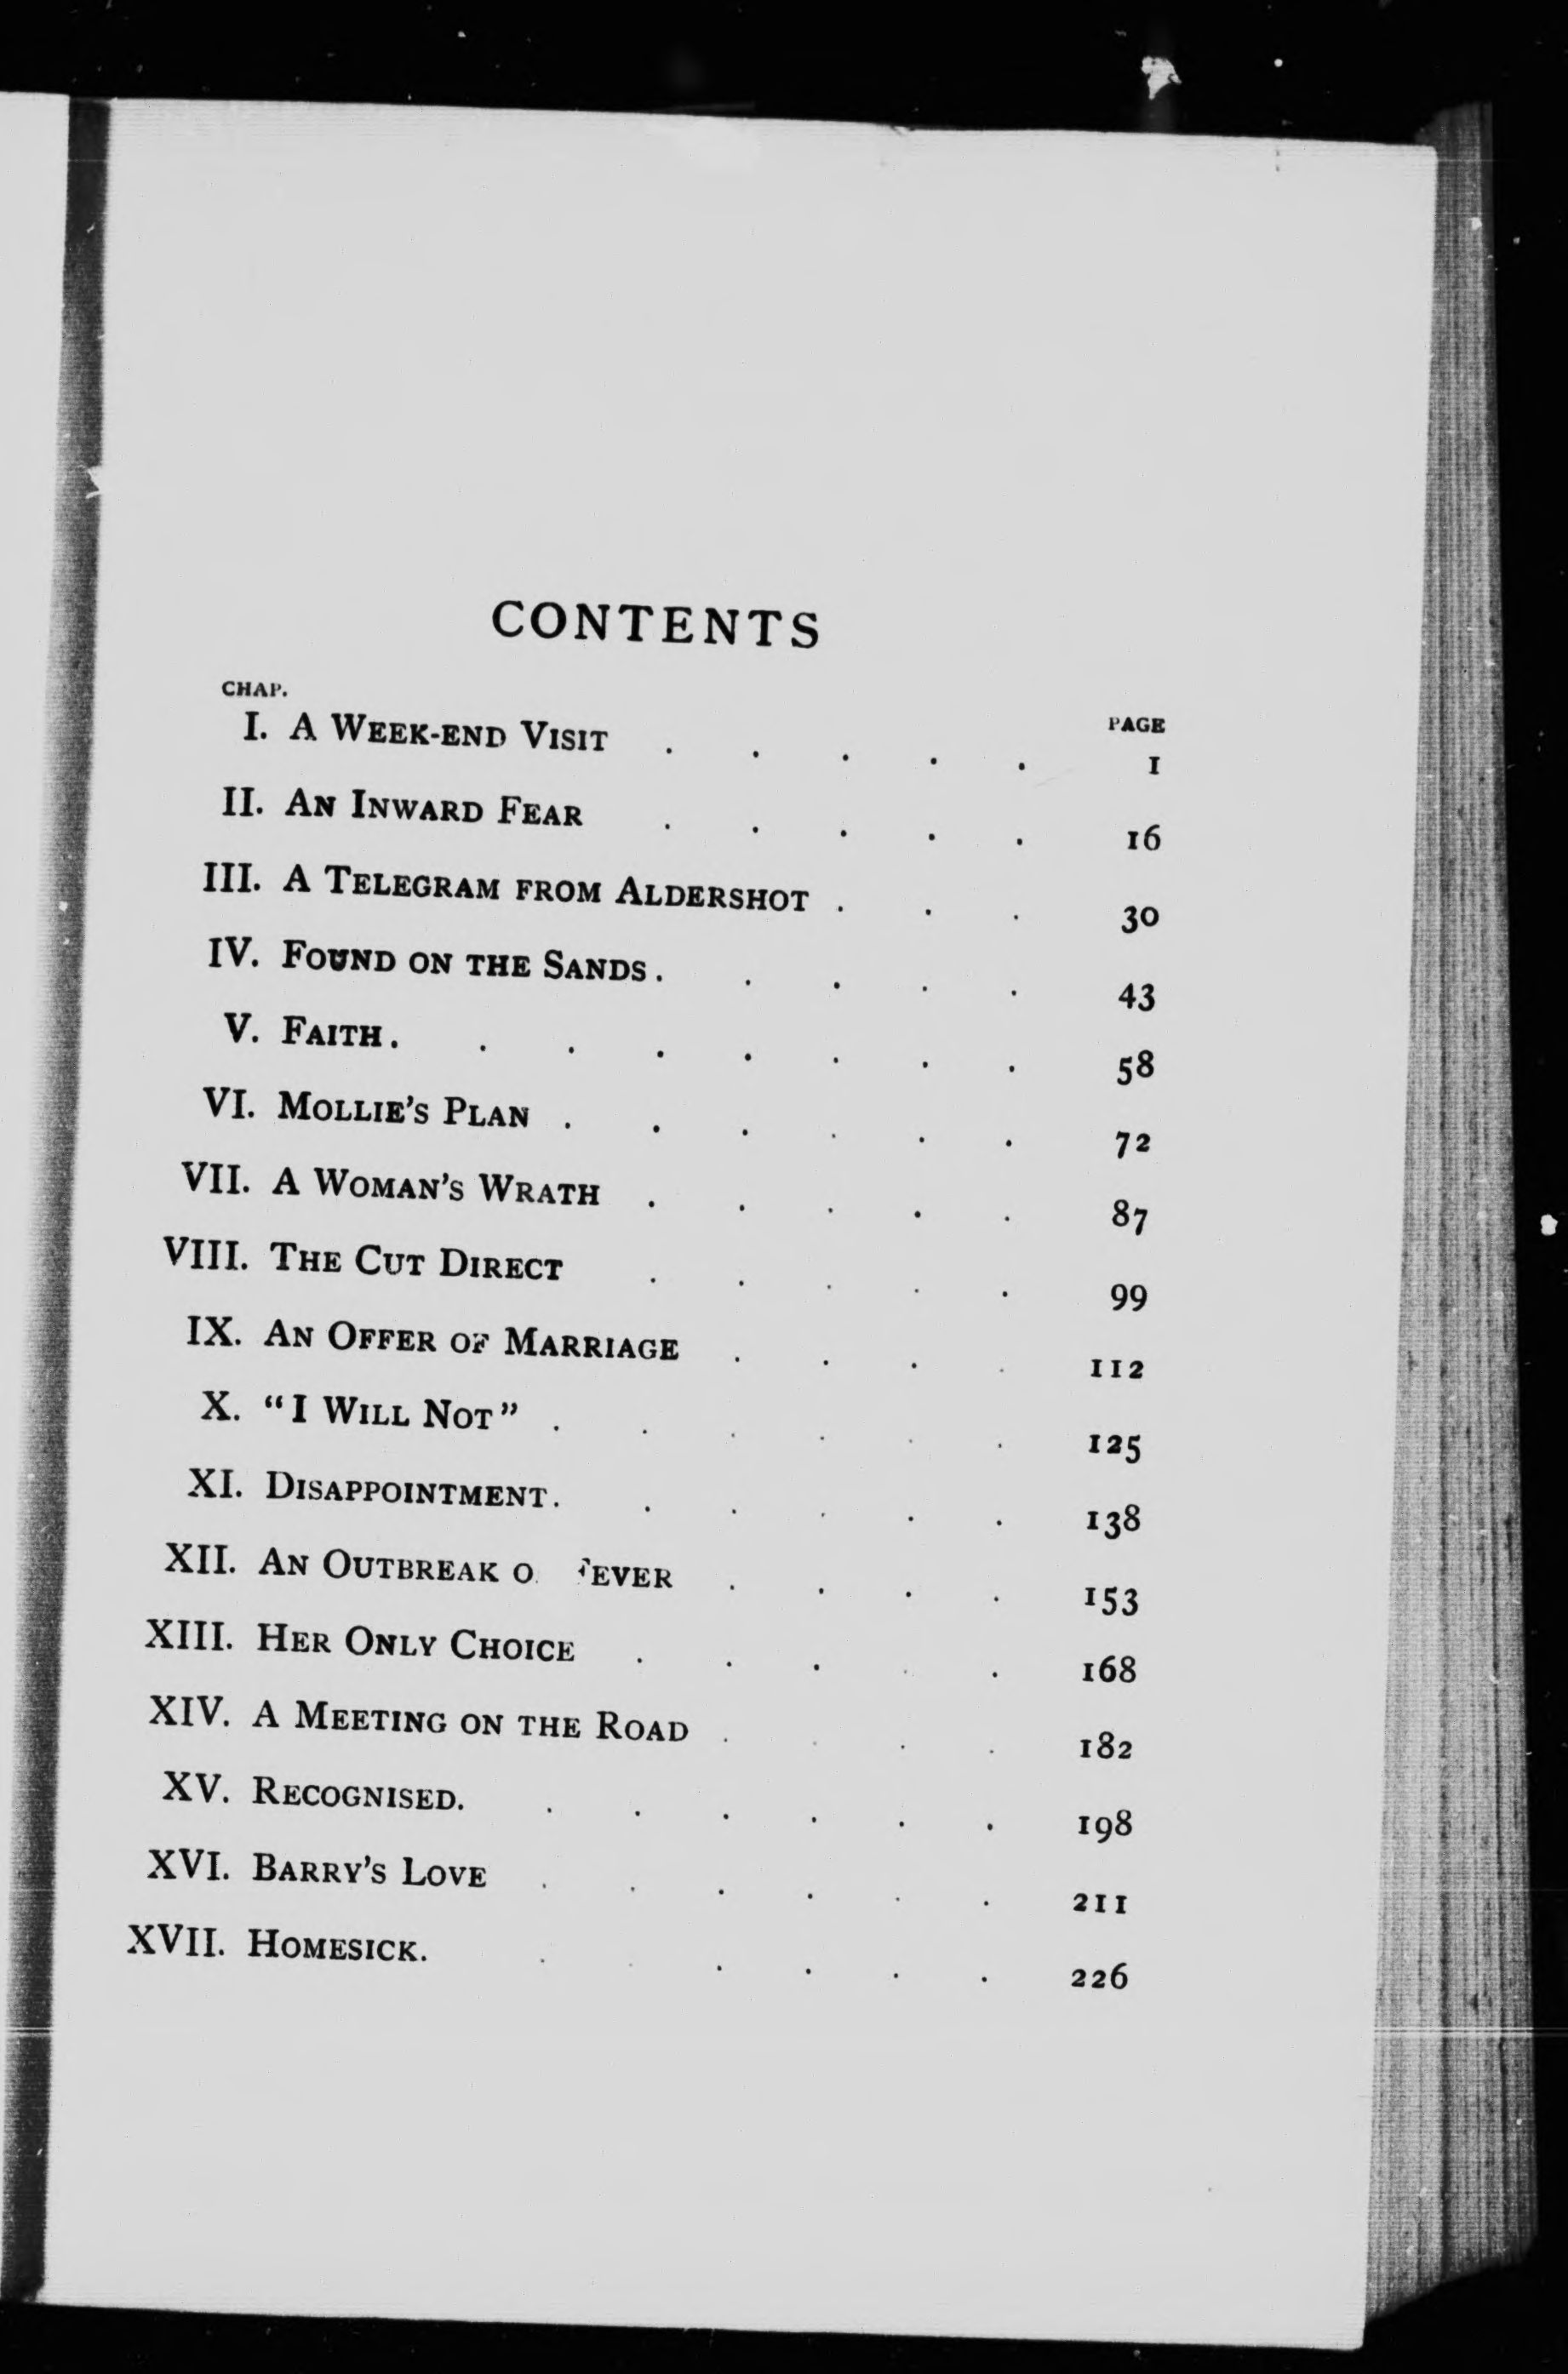 CONTENTS
CHAP. PAGE
I. A WEEK-END VISIT . . . . . 1
II. AN INWARD FEAR . . . . . 16
III. A TELEGRAM FROM ALDERSHOT . . . 30
IV. FOUND ON THE SANDS . . . . . 43
V. FAITH . . . . . . . . 58
VI. MOLLIE'S PLAN . . . . . . 72
VII. A WOMAN'S WRATH . . . . . 87
VIII. THE CUT DIRECT . . . . . 99
IX. AN OFFER OF MARRIAGE . . . . 112
X. "I WILL NOT" . . . . . . 125
XI. DISAPPOINTMENT . . . . . . 138
XII. AN OUTBREAK O FEVER . . . . 153
XIII. HER ONLY CHOICE . . . . . 168
XIV. A MEETING ON THE ROAD . . . . 182
XV. RECOGNISED . . . . . . . 198
XVI. BARRY'S LOVE . . . . . . 211
XVII. HOMESICK . . . . . . . 226